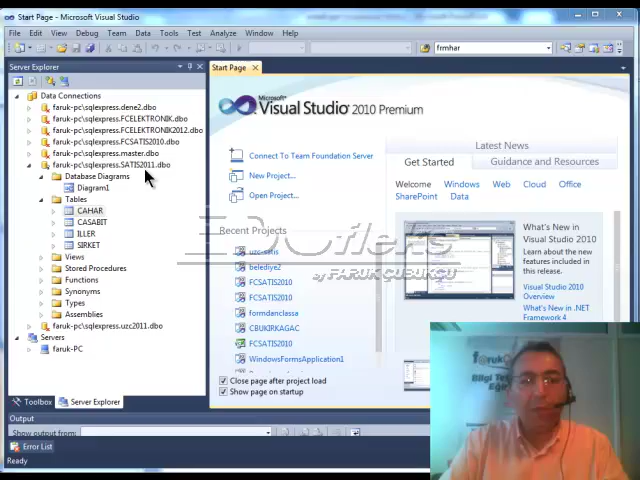 Start Page - Microsoft Visual Studio
File Edit View Debug Team Data Tools Test Analyze Window Help
frmhar
Server Explorer
Data Connections
faruk-pc\sqlexpress.dene2.dbo
faruk-pc\sqlexpress.FCELEKTRONIK.dbo
faruk-pc\sqlexpress.FCELEKTRONIK2012.dbo
faruk-pc\sqlexpress.FCSATIS2010.dbo
faruk-pc\sqlexpress.master.dbo
faruk-pc\sqlexpress.SATIS2011.dbo
Database Diagrams
Diagram1
Tables
CAHAR
CASABIT
ILLER
SIRKET
Views
Stored Procedures
Functions
Synonyms
Types
Assemblies
faruk-pc\sqlexpress.uzc2011.dbo
Servers
faruk-PC
Toolbox
Server Explorer
Start Page
Microsoft
Visual Studio 2010 Premium
Connect To Team Foundation Server
New Project...
Open Project...
Recent Projects
uzc-satis
belediye2
FCSATIS2010
FCSATIS2010
formdanclassa
CBUKIRKAGAC
FCSATIS2010
WindowsFormsApplication1
Close page after project load
Show page on startup
Latest News
Get Started
Guidance and Resources
Welcome Windows Web Cloud Office
SharePoint Data
What's New in
Visual Studio 2010
Learn about the new
features included in
this release.
Visual Studio 2010
Overview
What's New in .NET
Framework 4
by FARUK ÇUBUKÇU
Output
Show output from:
Error List
Ready